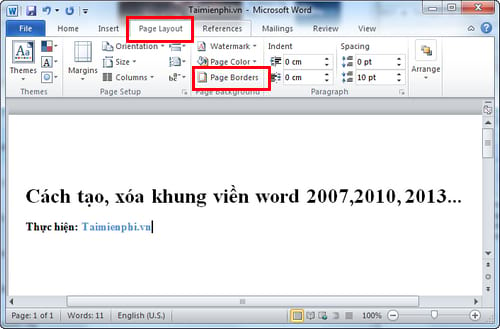 Taimienphi.vn - Microsoft Word
File Home Insert Page Layout References Mailings Review View
Orientation Watermark Indent Spacing
Aa Size Page Color 0 cm 0 pt
Themes Margins Columns Page Borders 0 cm 10 pt Arrange
Themes Page Setup Page Background Paragraph
Cách tạo, xóa khung viền word 2007,2010, 2013...
Thực hiện: Taimienphi.vn
Page: 1 of 1 Words: 11 English (U.S.) 100%